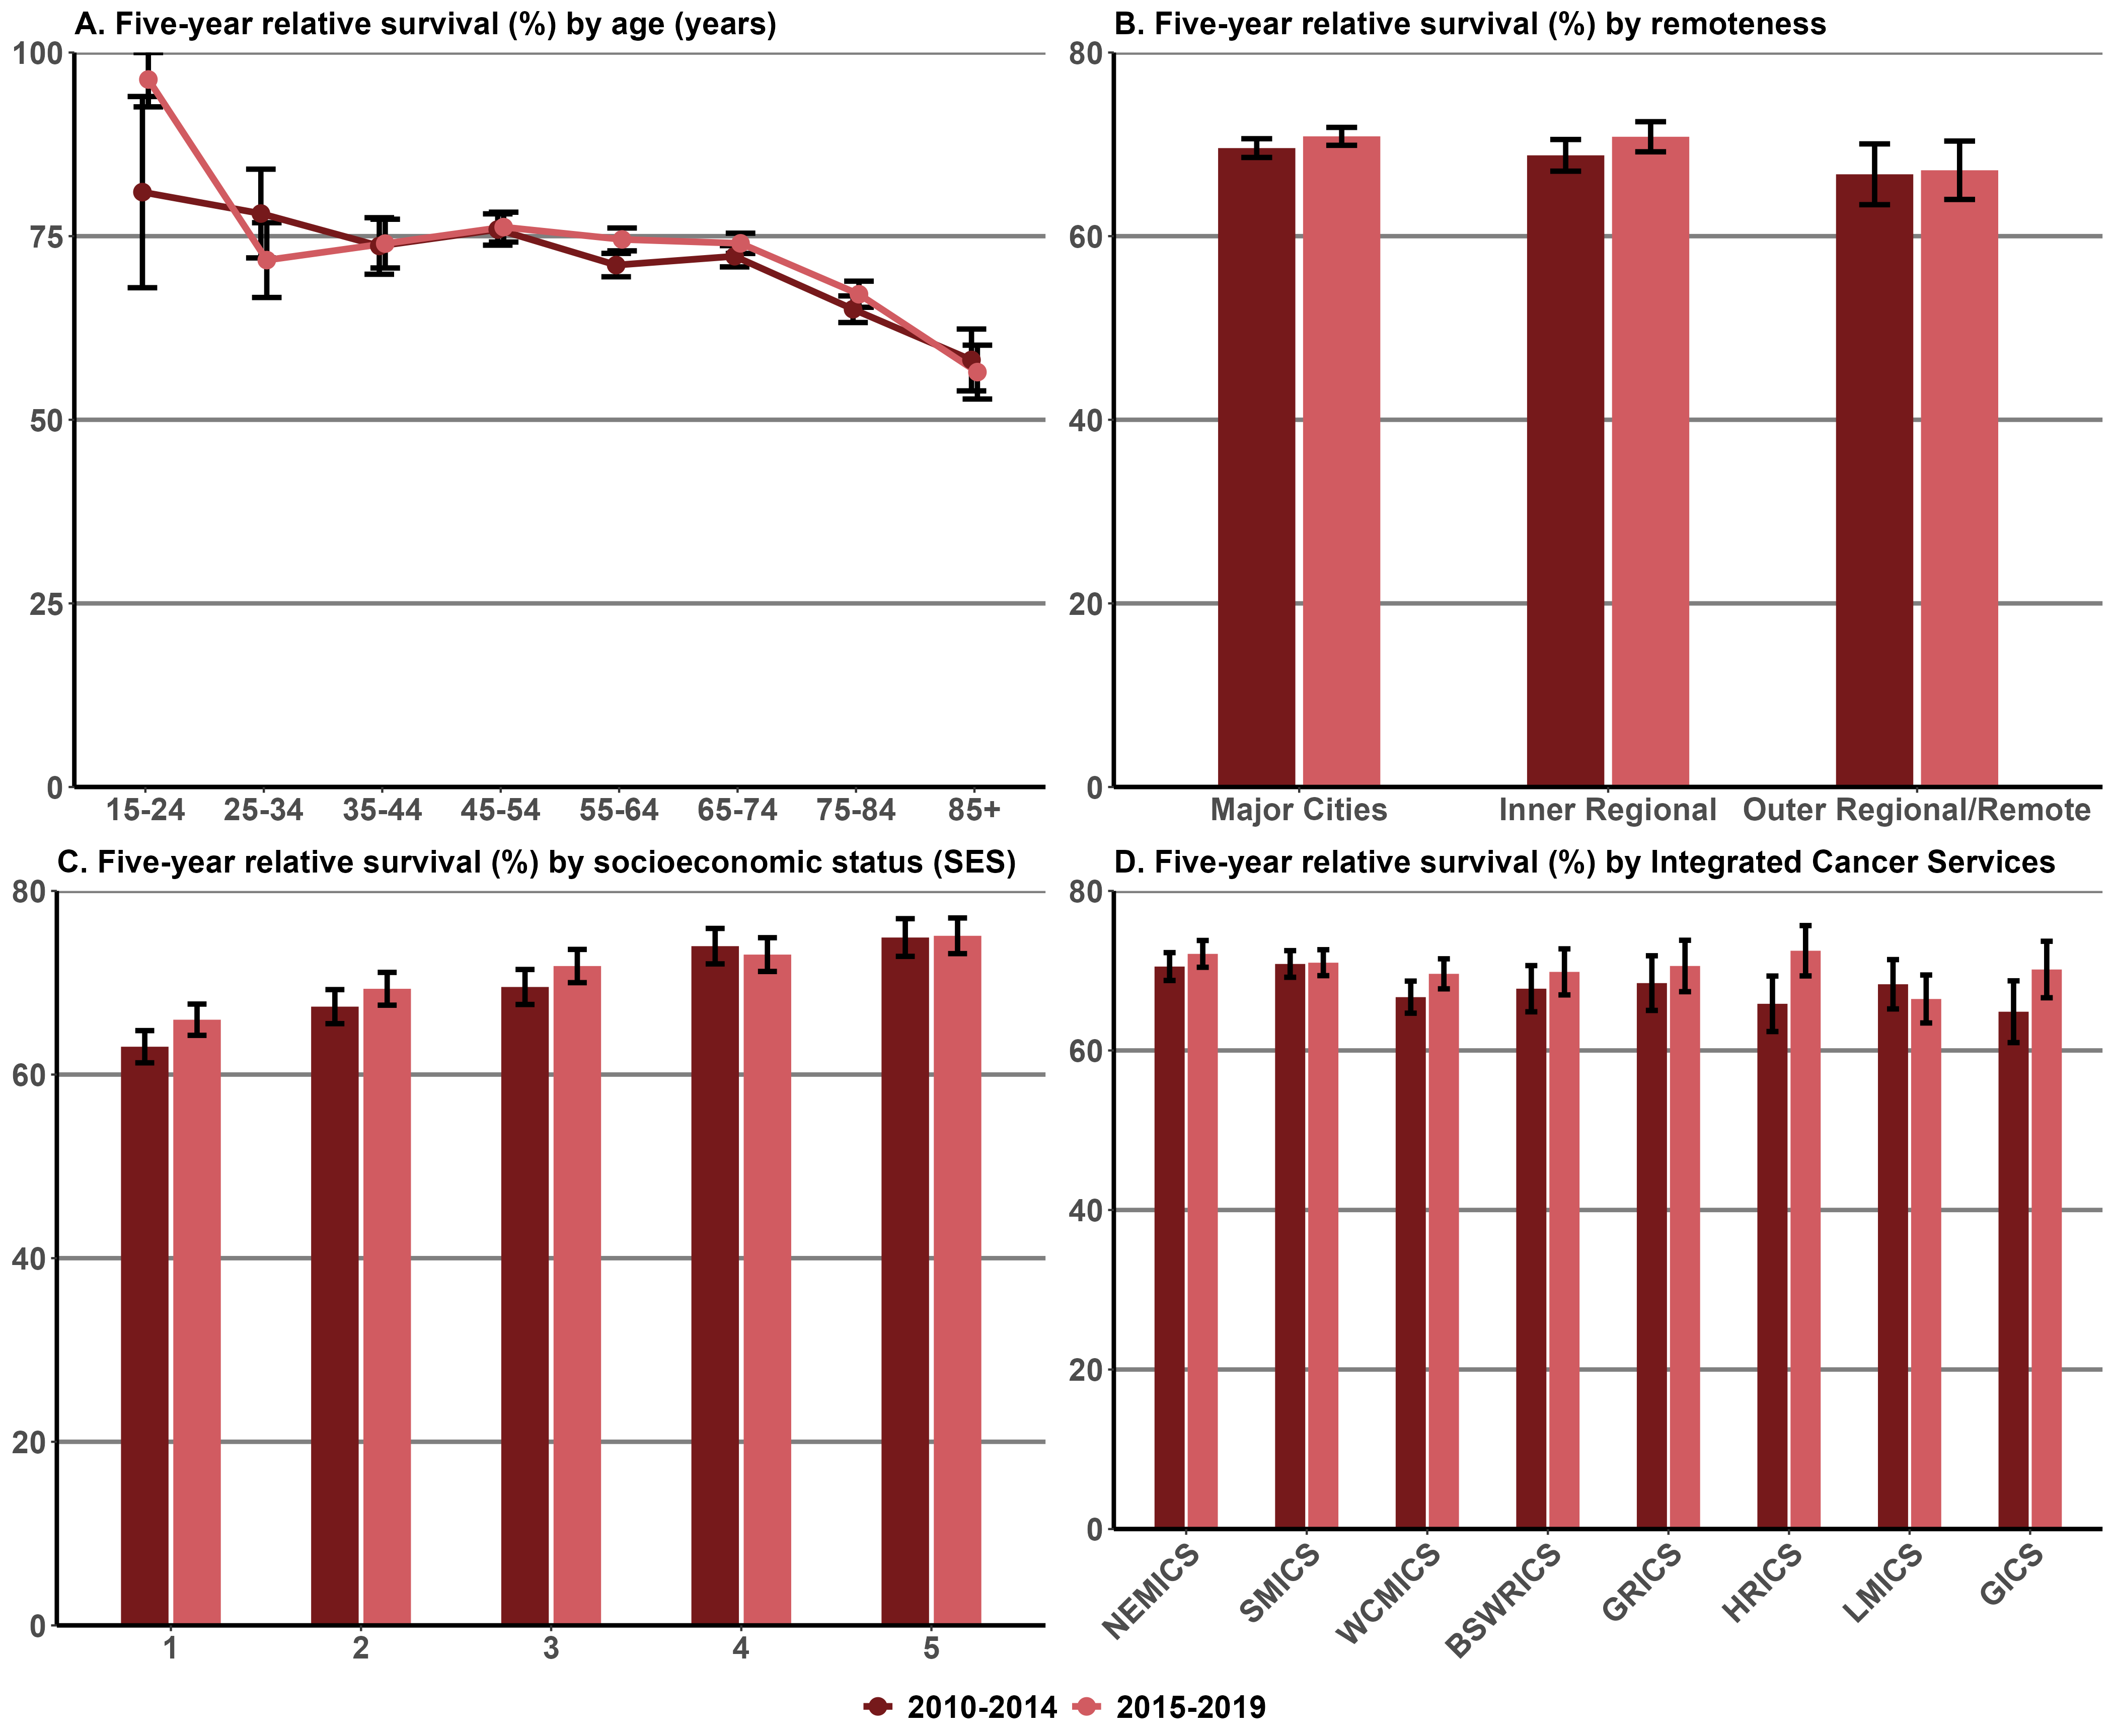 A. Five-year relative survival (%) by age (years)
100
75
50
25
0
15-24 25-34 35-44 45-54 55-64 65-74 75-84 85+
B. Five-year relative survival (%) by remoteness
80
60
40
20
0
Major Cities Inner Regional Outer Regional/Remote
C. Five-year relative survival (%) by socioeconomic status (SES)
80
60
40
20
0
1 2 3 4 5
D. Five-year relative survival (%) by Integrated Cancer Services
80
60
40
20
0
NEMICS SMICS WCMICS BSWRICS GRICS HRICS LMICS GICS
2010-2014 2015-2019